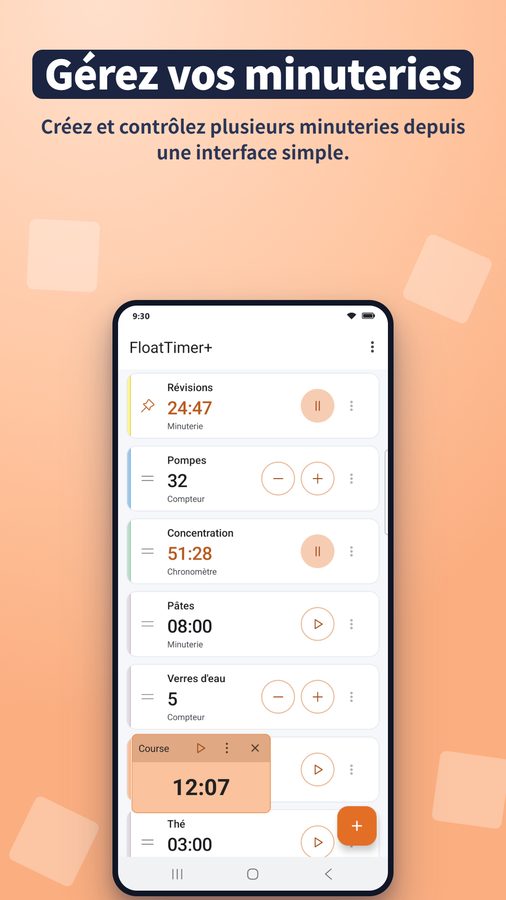 Gérez vos minuteries
Créez et contrôlez plusieurs minuteries depuis
une interface simple.
9:30
FloatTimer+
Révisions
24:47
Minuterie
Pompes
32
Compteur
Concentration
51:28
Chronomètre
Pâtes
08:00
Minuterie
Verres d'eau
5
Compteur
Course
12:07
Thé
03:00